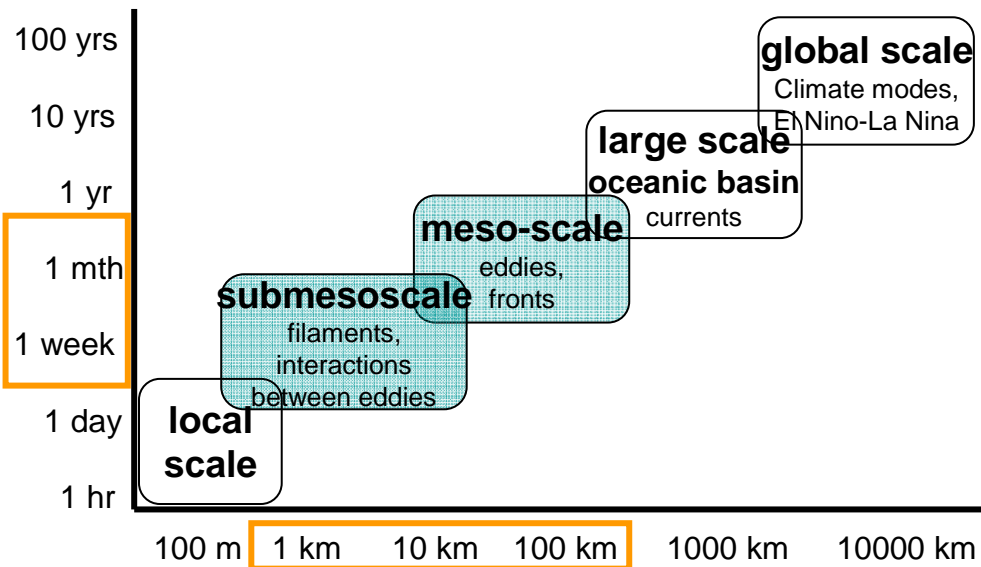 100 yrs
10 yrs
1 yr
1 mth
1 week
1 day
1 hr
global scale
Climate modes,
El Nino-La Nina
large scale
oceanic basin
currents
meso-scale
eddies,
fronts
submesoscale
filaments,
interactions
between eddies
local
scale
100 m 1 km 10 km 100 km 1000 km 10000 km